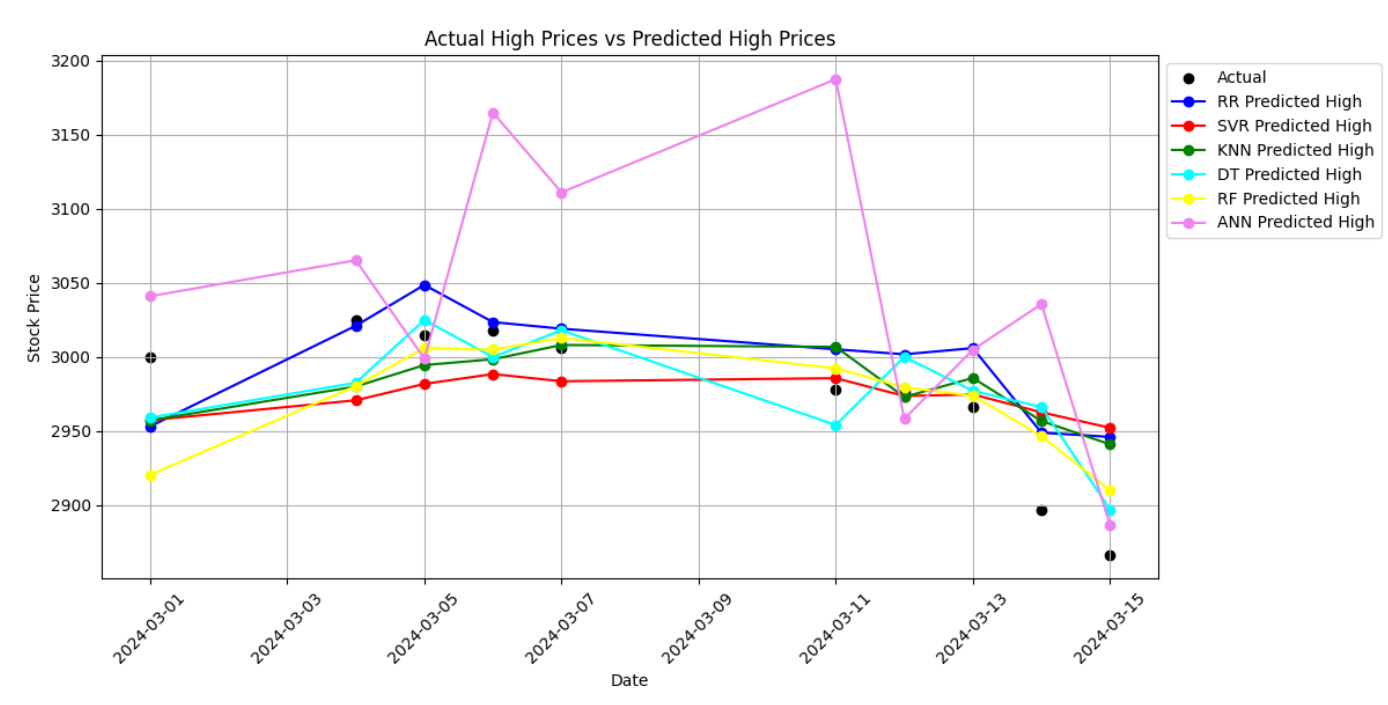 Actual High Prices vs Predicted High Prices
3200
3150
3100
3050
3000
2950
2900
Stock Price
2024-03-01
2024-03-03
2024-03-05
2024-03-07
2024-03-09
2024-03-11
2024-03-13
2024-03-15
Date
Actual
RR Predicted High
SVR Predicted High
KNN Predicted High
DT Predicted High
RF Predicted High
ANN Predicted High